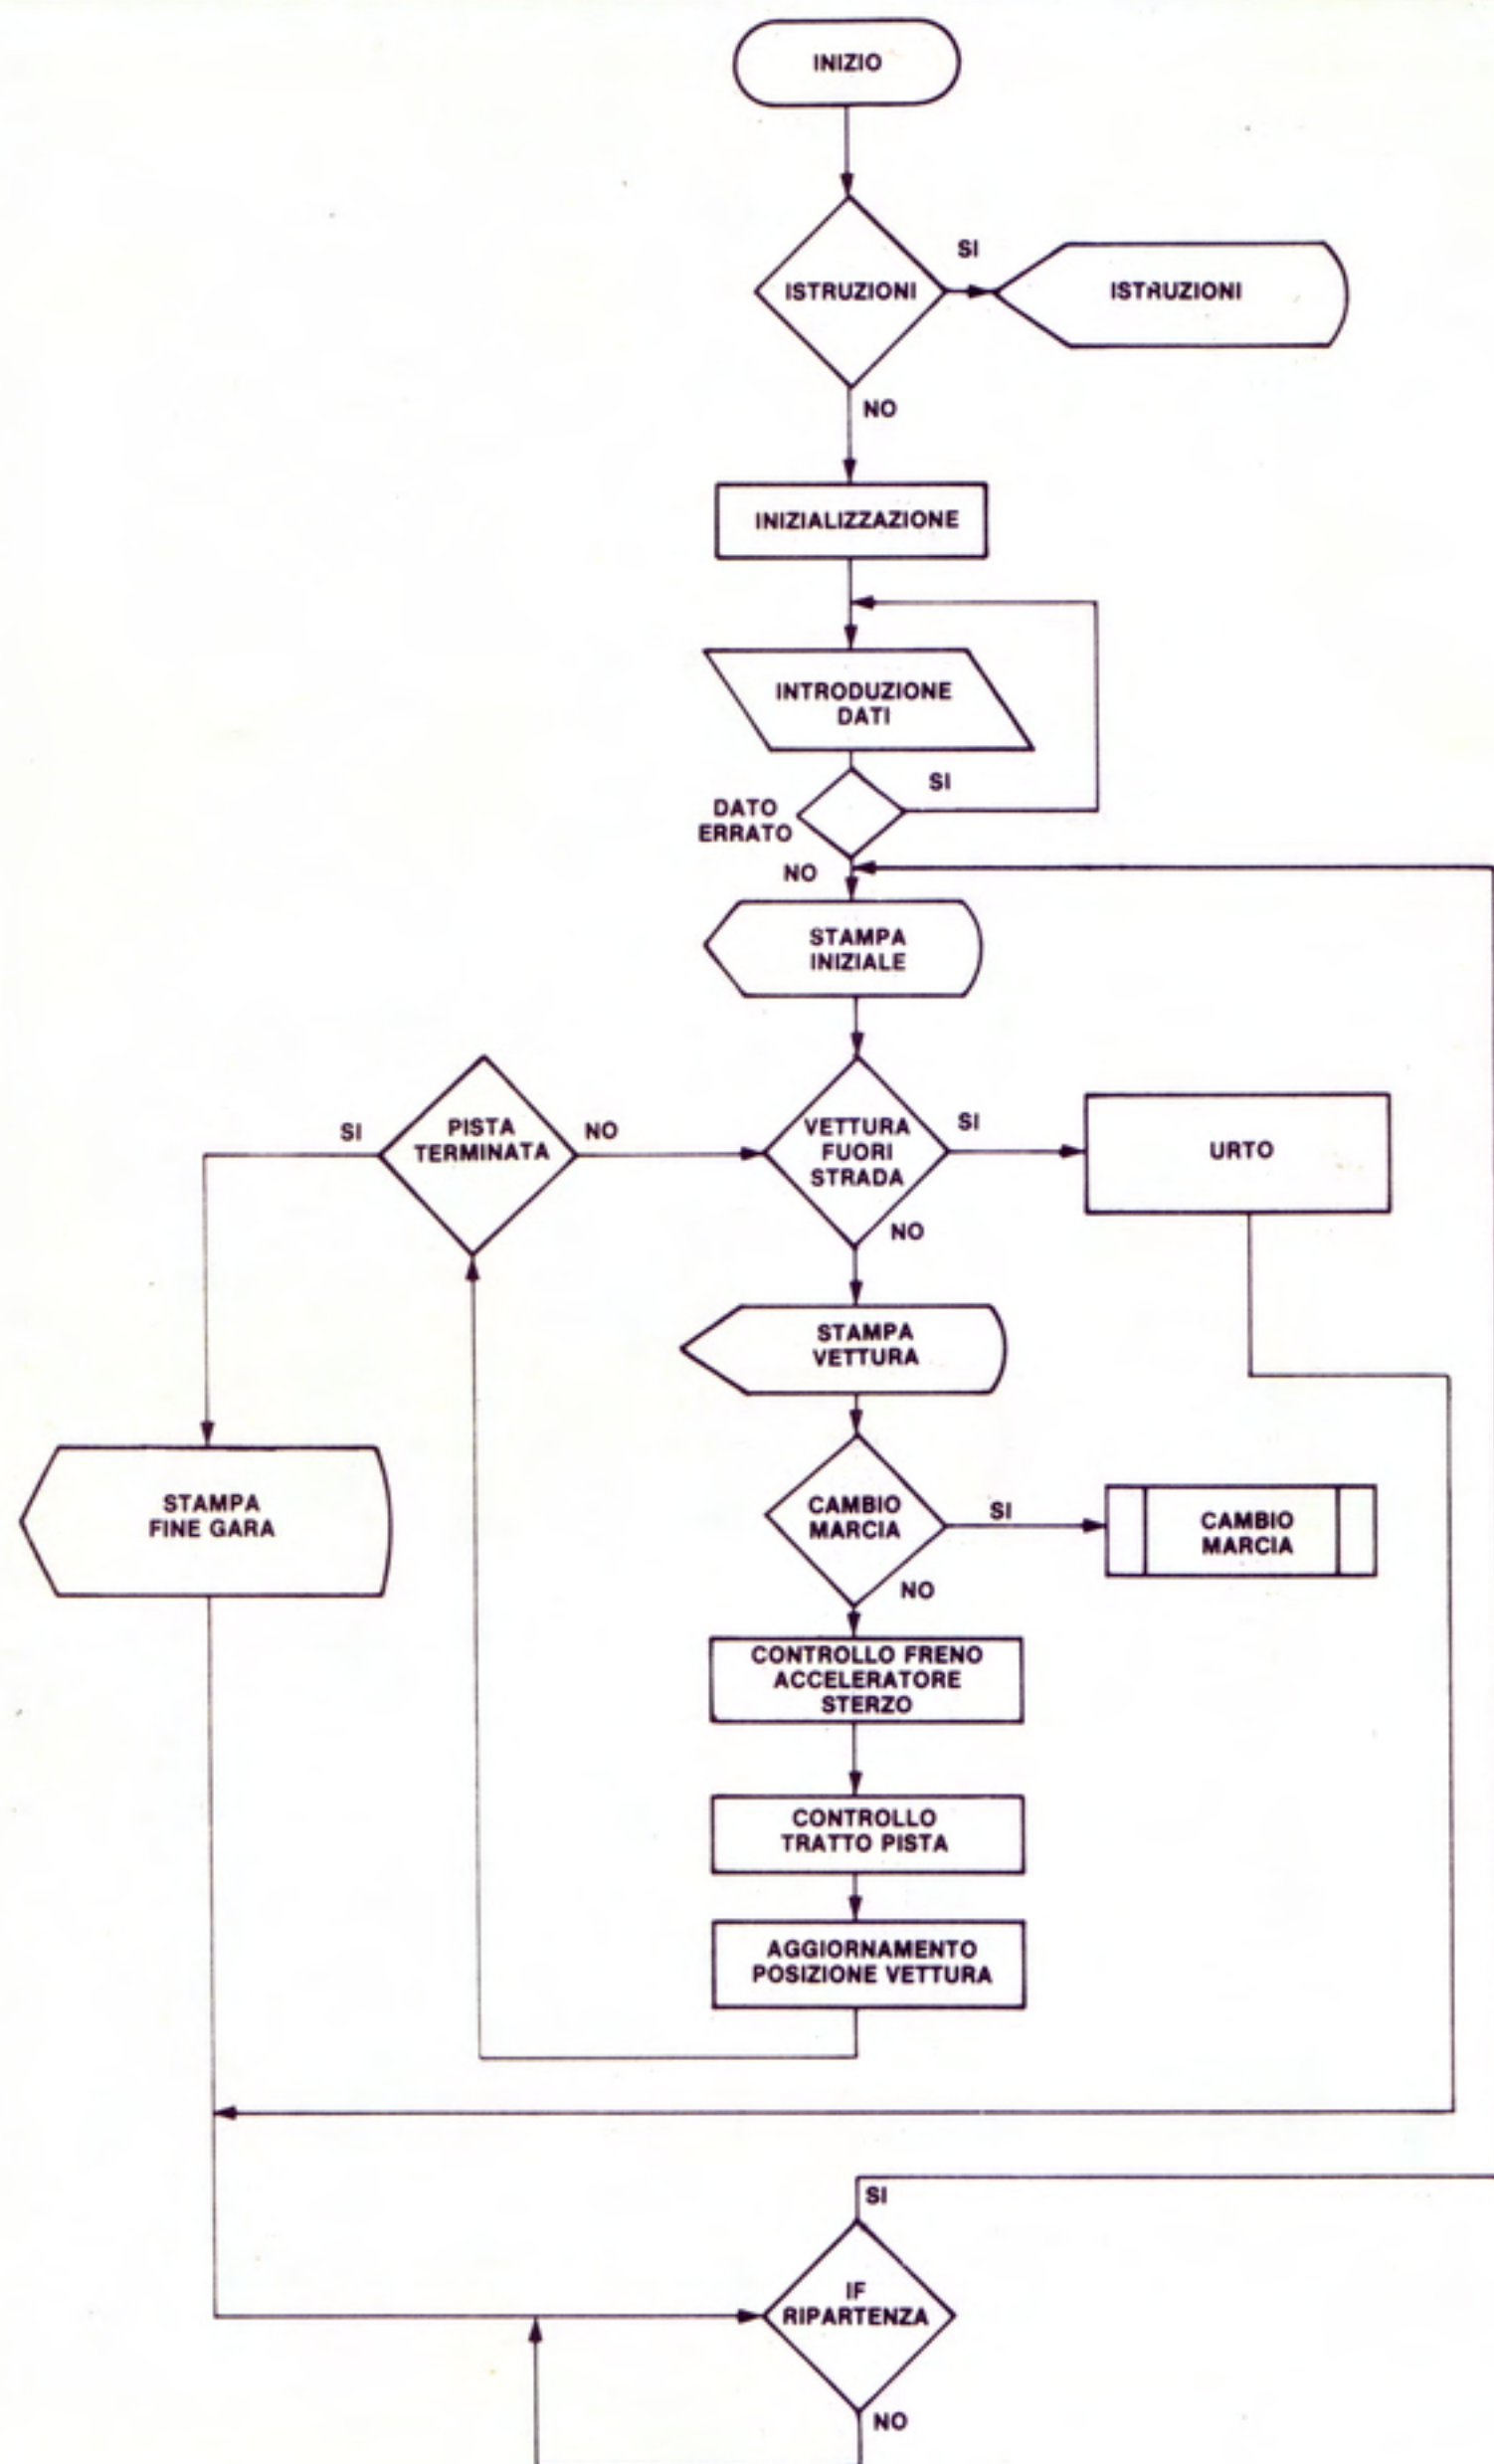 INIZIO
SI
ISTRUZIONI
ISTRUZIONI
NO
INIZIALIZZAZIONE
INTRODUZIONE
DATI
SI
DATO
ERRATO
NO
STAMPA
INIZIALE
SI
PISTA
TERMINATA
NO
VETTURA
FUORI
STRADA
SI
URTO
NO
STAMPA
VETTURA
STAMPA
FINE GARA
CAMBIO
MARCIA
SI
CAMBIO
MARCIA
NO
CONTROLLO FRENO
ACCELERATORE
STERZO
CONTROLLO
TRATTO PISTA
AGGIORNAMENTO
POSIZIONE VETTURA
SI
IF
RIPARTENZA
NO